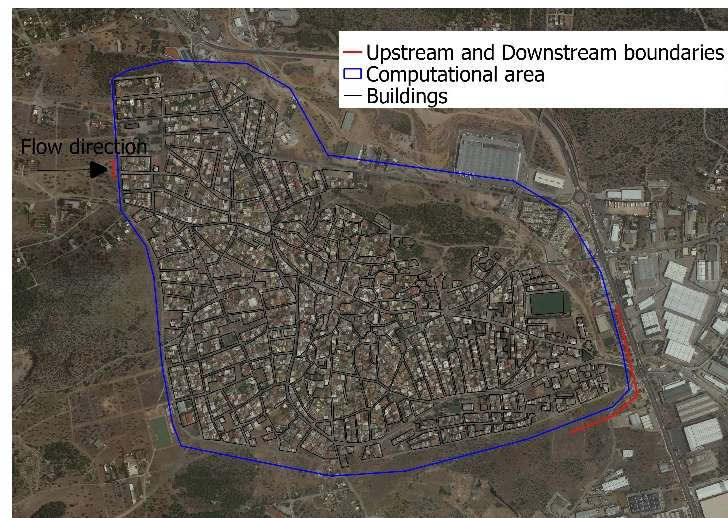 Upstream and Downstream boundaries
Computational area
Buildings
Flow direction